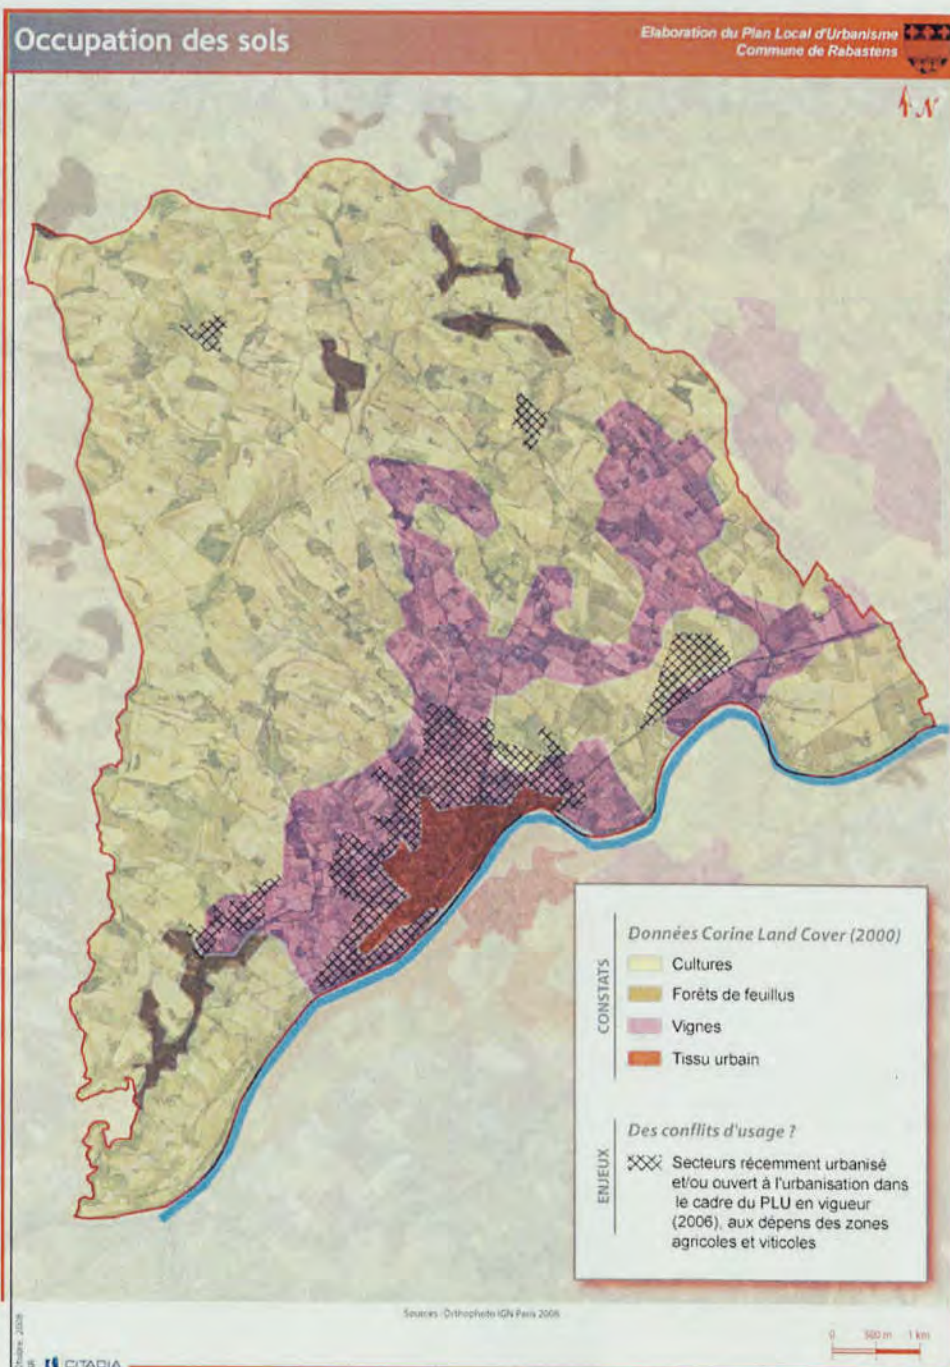 Occupation des sols
Elaboration du Plan Local d'Urbanisme
Commune de Rabastens
N
CONSTATS
Données Corine Land Cover (2000)
Cultures
Forêts de feuillus
Vignes
Tissu urbain
ENJEUX
Des conflits d'usage ?
Secteurs récemment urbanisé
et/ou ouvert à l'urbanisation dans
le cadre du PLU en vigueur
(2006), aux dépens des zones
agricoles et viticoles
Sources : Orthophoto IGN Paris 2006
0 500 m 1 km
2008
CITADIA